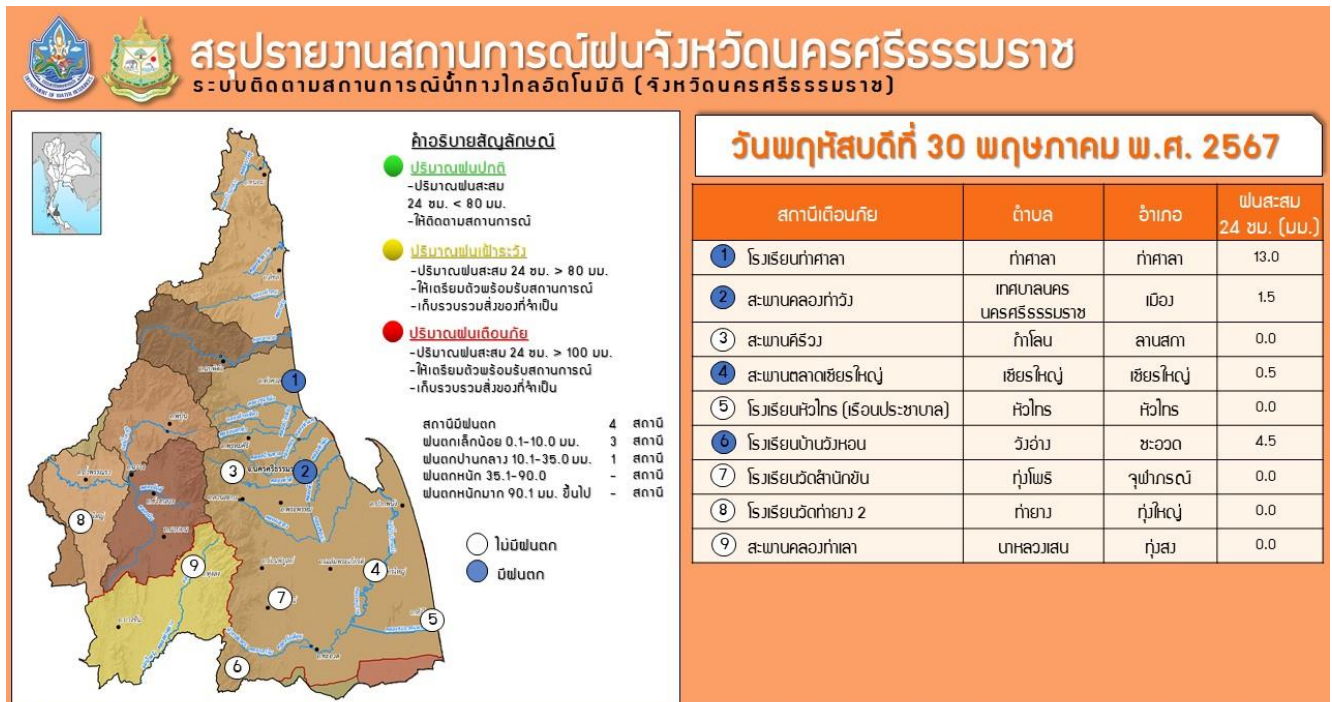 สรุปรายงานสถานการณ์ฝนจังหวัดนครศรีธรรมราช
ระบบติดตามสถานการณ์น้ำทางไกลอัตโนมัติ (จังหวัดนครศรีธรรมราช)
คำอธิบายสัญลักษณ์
ปริมาณฝนปกติ
-ปริมาณฝนสะสม
24 ชม. < 80 มม.
-ให้ติดตามสถานการณ์
ปริมาณฝนเฝ้าระวัง
-ปริมาณฝนสะสม 24 ชม. > 80 มม.
-ให้เตรียมตัวพร้อมรับสถานการณ์
-เก็บรวบรวมสิ่งของที่จำเป็น
ปริมาณฝนเตือนภัย
-ปริมาณฝนสะสม 24 ชม. > 100 มม.
-ให้เตรียมตัวพร้อมรับสถานการณ์
-เก็บรวบรวมสิ่งของที่จำเป็น
สถานีมีฝนตก 4 สถานี
ฝนตกเล็กน้อย 0.1-10.0 มม. 3 สถานี
ฝนตกปานกลาง 10.1-35.0 มม. 1 สถานี
ฝนตกหนัก 35.1-90.0 - สถานี
ฝนตกหนักมาก 90.1 มม. ขึ้นไป - สถานี
ไม่มีฝนตก
มีฝนตก
1
3
2
8
9
4
7
5
6
วันพฤหัสบดีที่ 30 พฤษภาคม พ.ศ. 2567
สถานีเตือนภัย ตำบล อำเภอ ฝนสะสม
24 ชม. (มม.)
1 โรงเรียนท่าศาลา ท่าศาลา ท่าศาลา 13.0
2 สะพานคลองท่าวัง เทศบาลนคร
นครศรีธรรมราช เมือง 1.5
3 สะพานคีรีวง กำโลน ลานสกา 0.0
4 สะพานตลาดเชียรใหญ่ เชียรใหญ่ เชียรใหญ่ 0.5
5 โรงเรียนหัวไทร (เรือนประชาบาล) หัวไทร หัวไทร 0.0
6 โรงเรียนบ้านวังหอน วังอ่าง ชะอวด 4.5
7 โรงเรียนวัดสำนักขัน ทุ่งโพธิ จุฬาภรณ์ 0.0
8 โรงเรียนวัดท่ายาง 2 ท่ายาง ทุ่งใหญ่ 0.0
9 สะพานคลองท่าเลา นาหลวงเสน ทุ่งสง 0.0